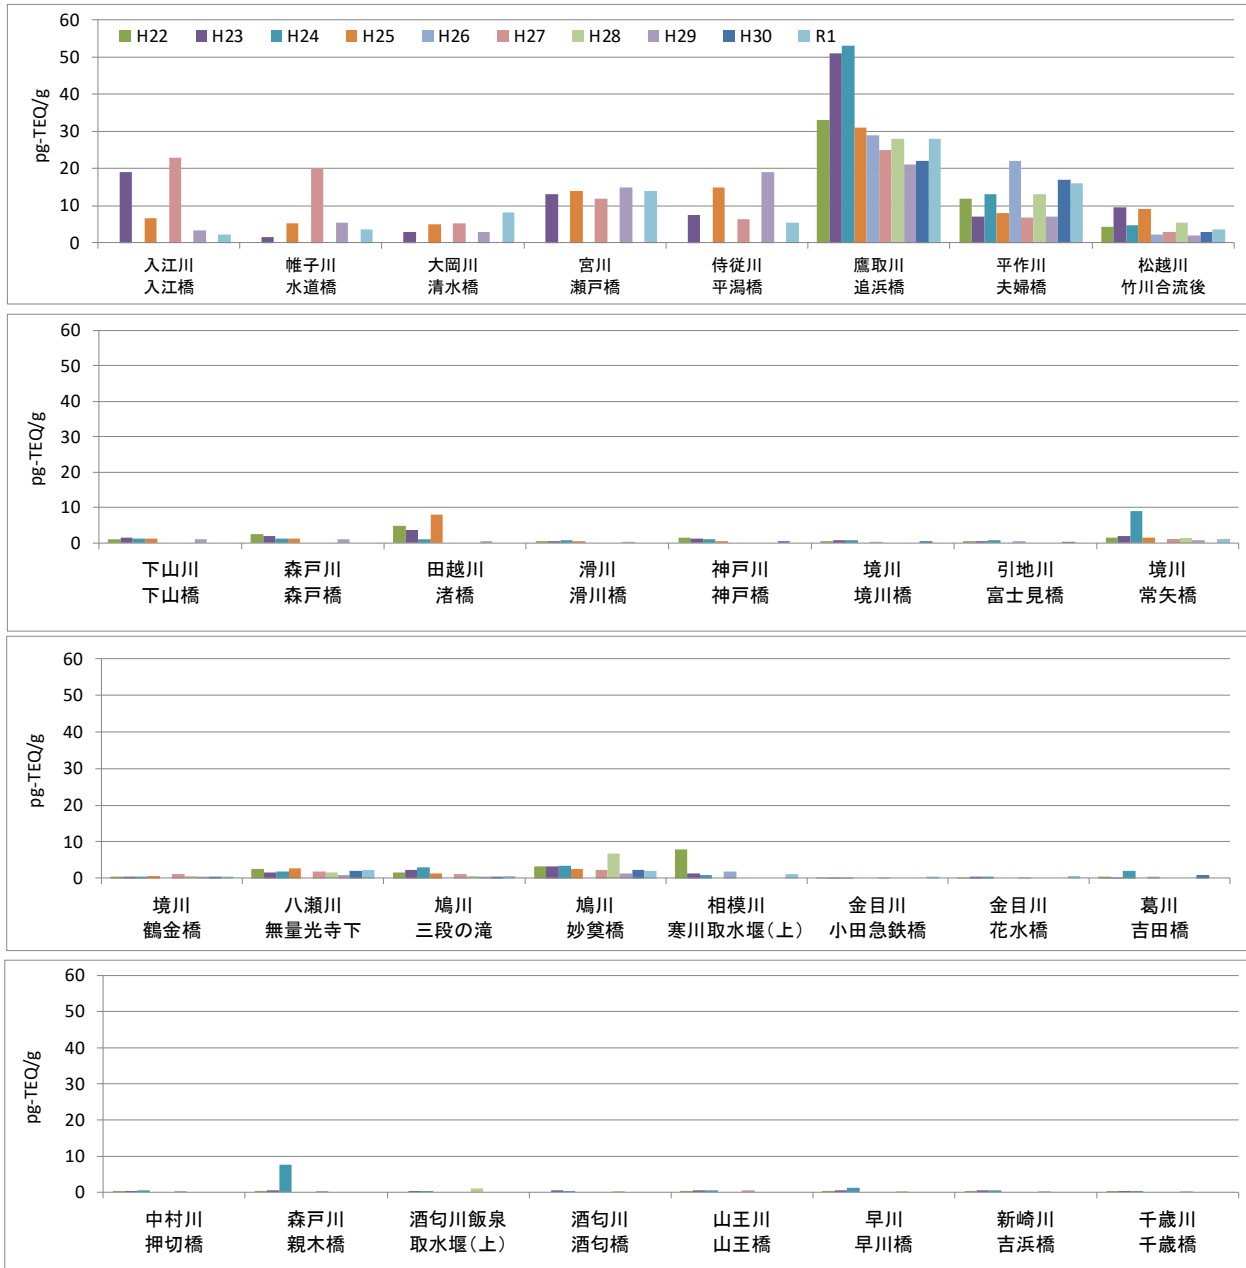 60
50
40
30
20
10
0
pg-TEQ/g
H22 H23 H24 H25 H26 H27 H28 H29 H30 R1
入江川 帷子川 大岡川 宮川 侍従川 鷹取川 平作川 松越川
入江橋 水道橋 清水橋 瀬戸橋 平潟橋 追浜橋 夫婦橋 竹川合流後
60
50
40
30
20
10
0
pg-TEQ/g
下山川 森戸川 田越川 滑川 神戸川 境川 引地川 境川
下山橋 森戸橋 渚橋 滑川橋 神戸橋 境川橋 富士見橋 常矢橋
60
50
40
30
20
10
0
pg-TEQ/g
境川 八瀬川 鳩川 鳩川 相模川 金目川 金目川 葛川
鶴金橋 無量光寺下 三段の滝 妙奠橋 寒川取水堰(上) 小田急鉄橋 花水橋 吉田橋
60
50
40
30
20
10
0
pg-TEQ/g
中村川 森戸川 酒匂川飯泉 酒匂川 山王川 早川 新崎川 千歳川
押切橋 親木橋 取水堰(上) 酒匂橋 山王橋 早川橋 吉浜橋 千歳橋